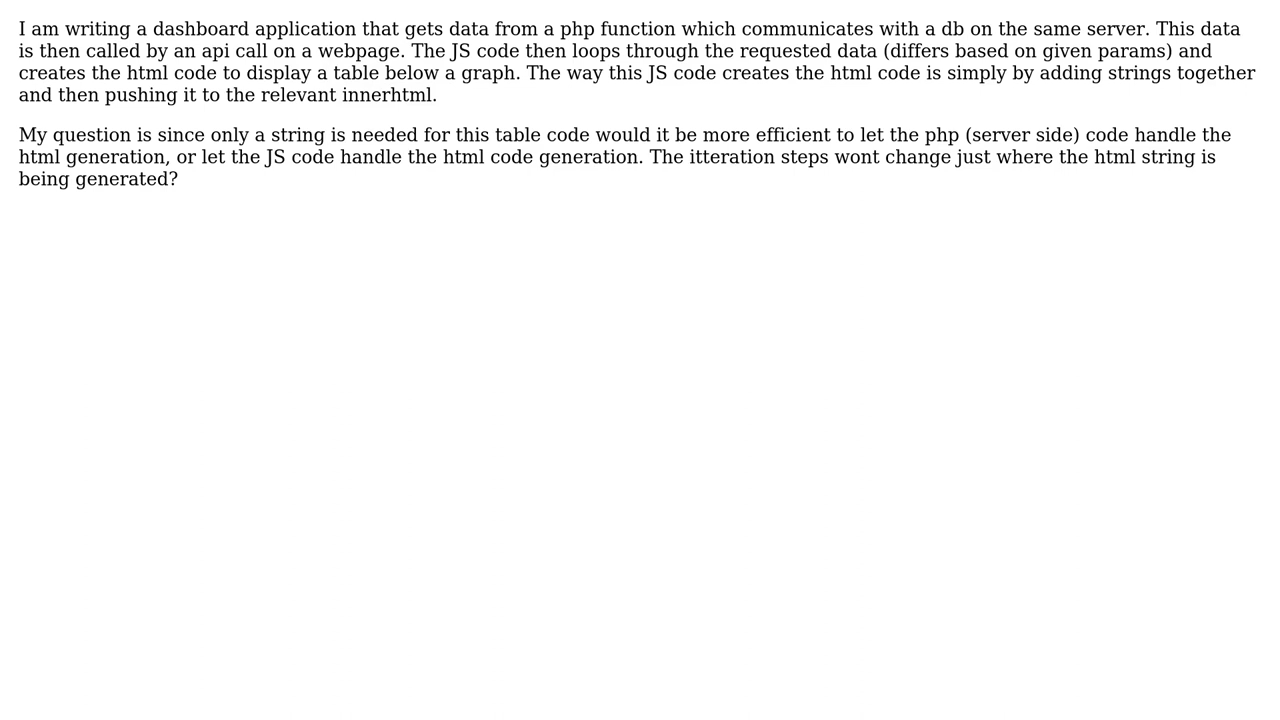 I am writing a dashboard application that gets data from a php function which communicates with a db on the same server. This data
is then called by an api call on a webpage. The JS code then loops through the requested data (differs based on given params) and
creates the html code to display a table below a graph. The way this JS code creates the html code is simply by adding strings together
and then pushing it to the relevant innerhtml.
My question is since only a string is needed for this table code would it be more efficient to let the php (server side) code handle the
html generation, or let the JS code handle the html code generation. The itteration steps wont change just where the html string is
being generated?